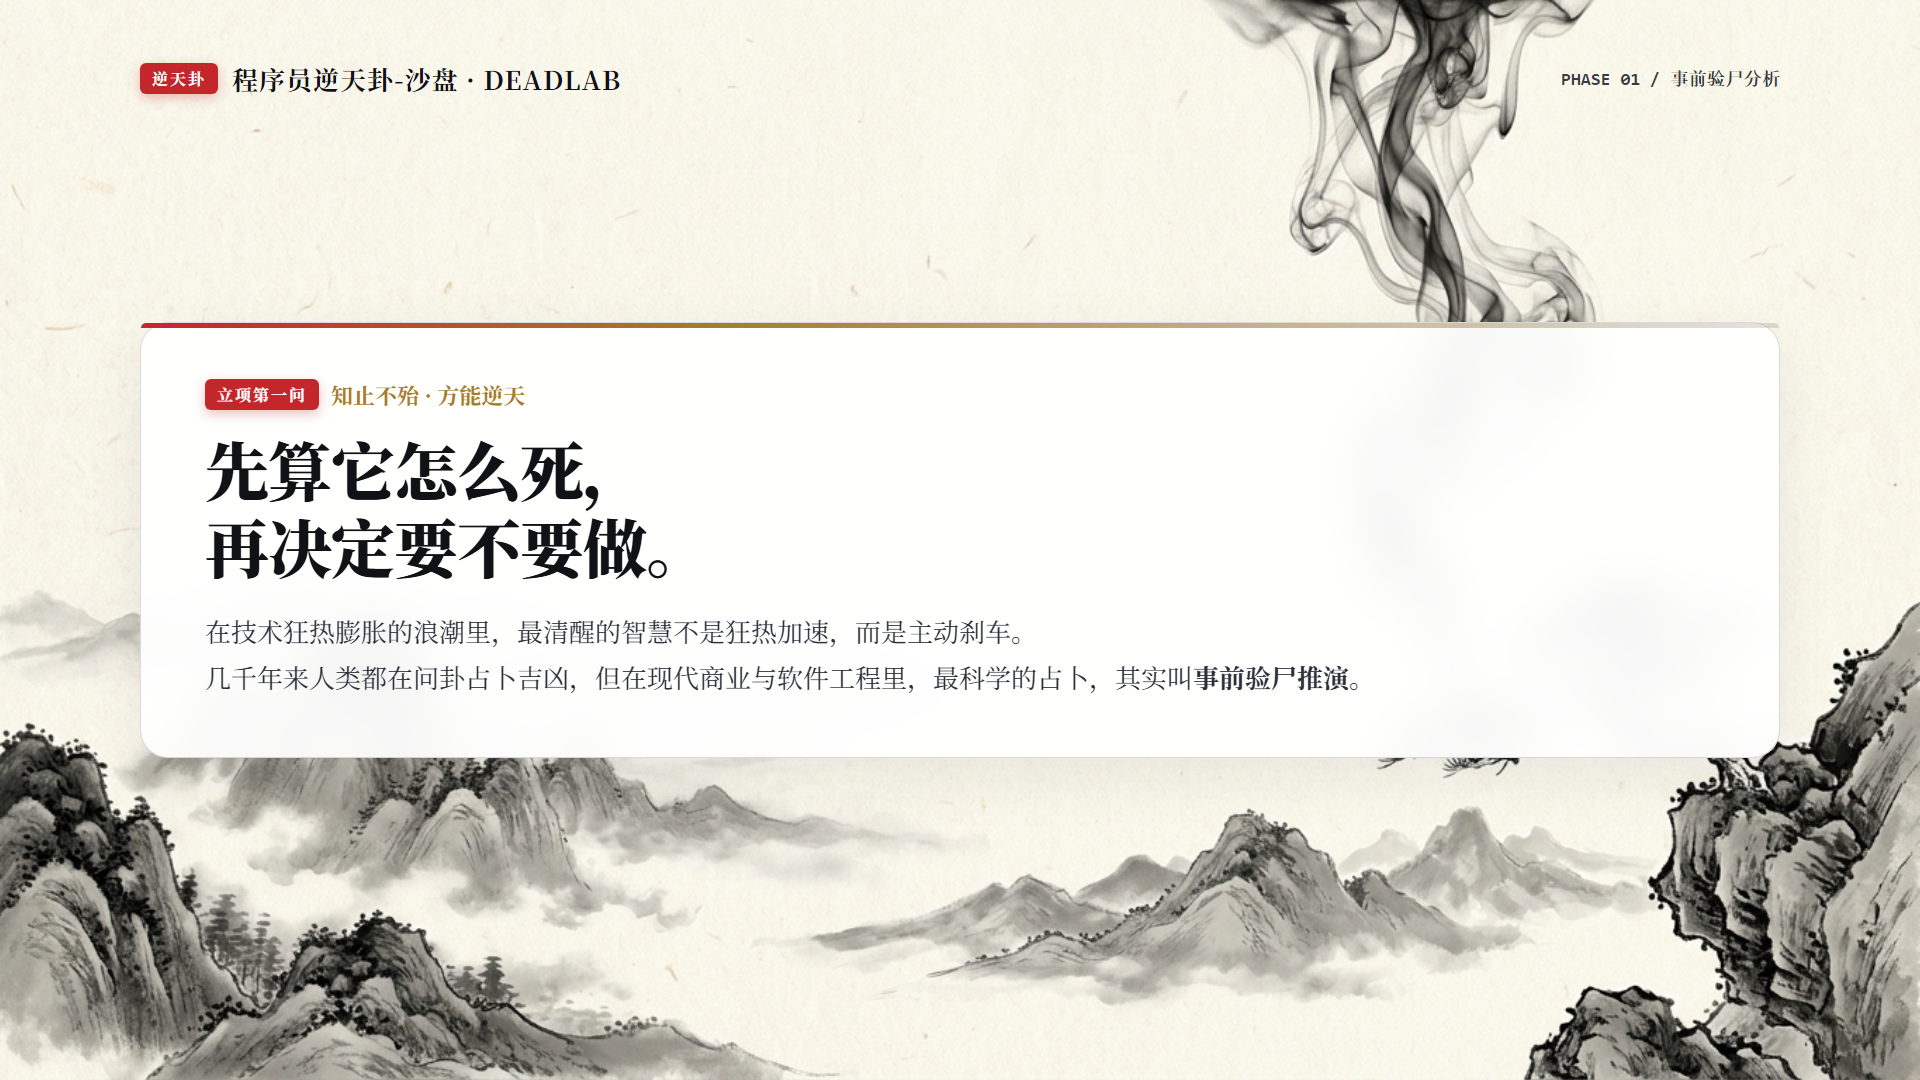 逆天卦 程序员逆天卦-沙盘 · DEADLAB
PHASE 01 / 事前验尸分析
立项第一问 知止不殆 · 方能逆天
先算它怎么死,
再决定要不要做。
在技术狂热膨胀的浪潮里，最清醒的智慧不是狂热加速，而是主动刹车。
几千年来人类都在问卦占卜吉凶，但在现代商业与软件工程里，最科学的占卜，其实叫事前验尸推演。